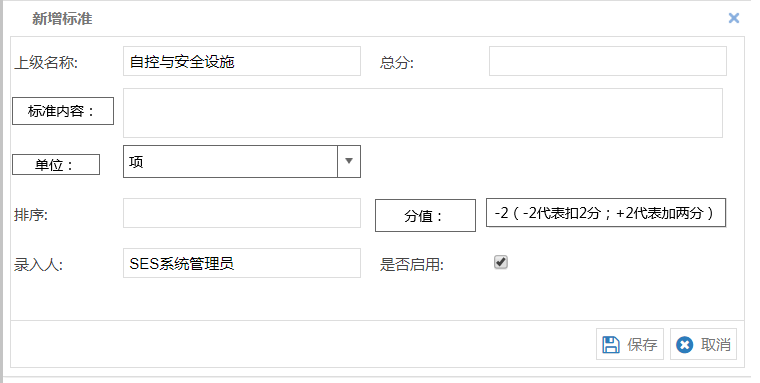 新增标准
上级名称: 自控与安全设施 总分:
标准内容：
单位： 项
排序: 分值： -2（-2代表扣2分；+2代表加两分）
录入人: SES系统管理员 是否启用:
保存 取消